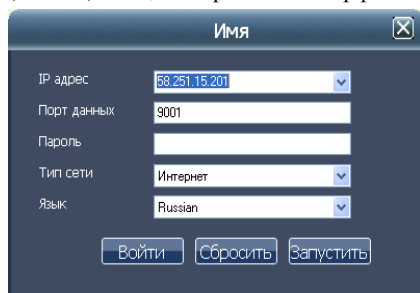 Имя
IP адрес 58.251.15.201
Порт данных 9001
Пароль
Тип сети Интернет
Язык Russian
Войти Сбросить Запустить